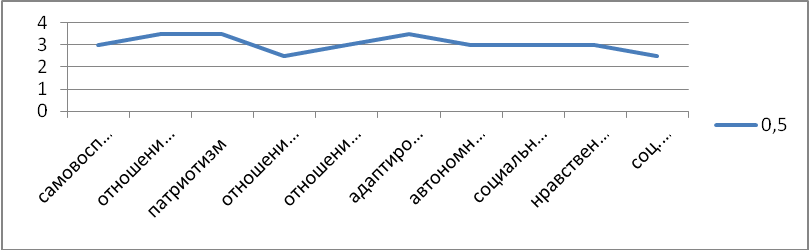 4
3
2
1
0
самовосп...
отношени...
патриотизм
отношени...
отношени...
адаптиро...
автономн...
социальн...
нравствен...
соц....
0,5